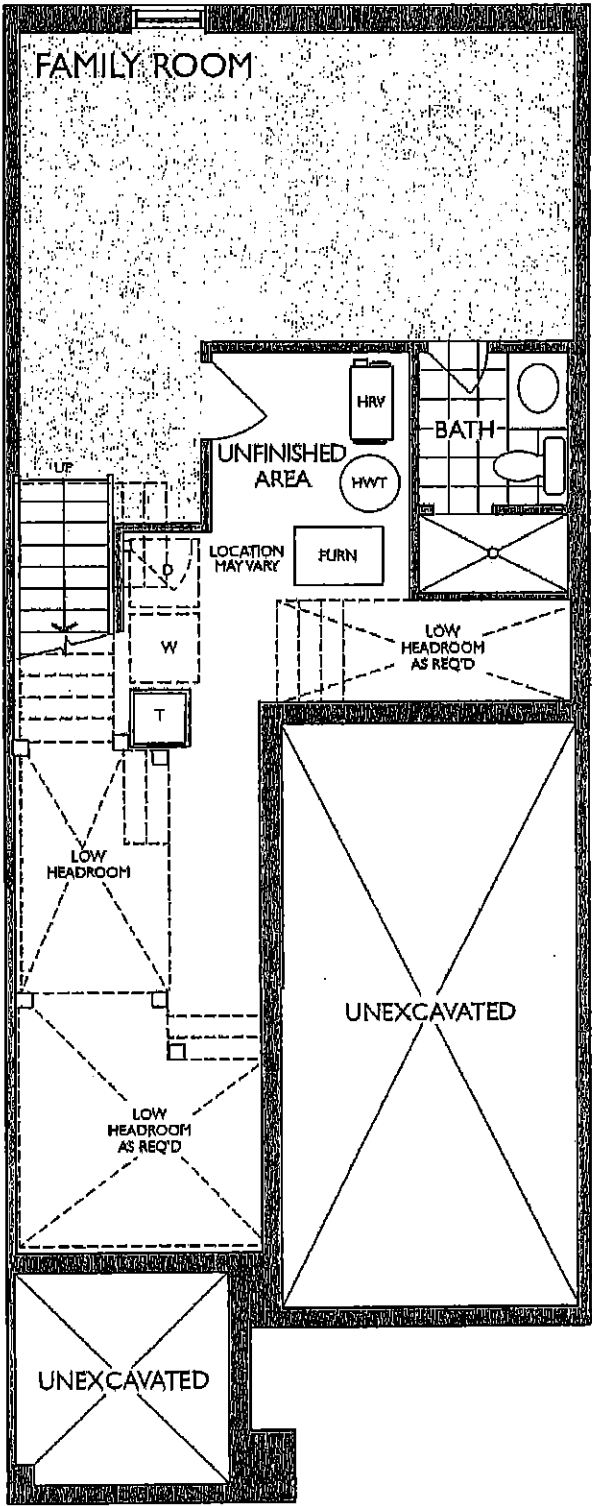 FAMILY ROOM
HRV
BATH
UNFINISHED
AREA
UP
HWT
LOCATION
MAY VARY
FURN
D
W
LOW
HEADROOM
AS REQ'D
T
LOW
HEADROOM
UNEXCAVATED
LOW
HEADROOM
AS REQ'D
UNEXCAVATED